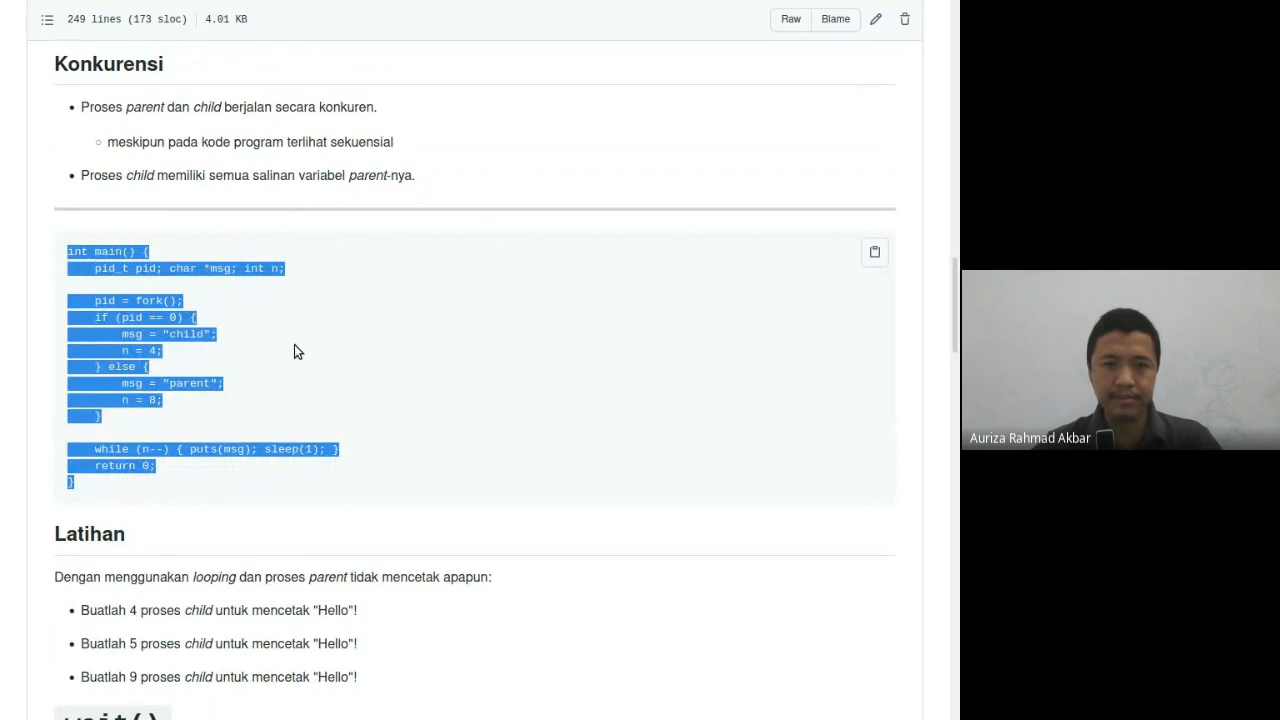 249 lines (173 sloc) 4.01 KB Raw Blame
Konkurensi
• Proses parent dan child berjalan secara konkuren.
○ meskipun pada kode program terlihat sekuensial
• Proses child memiliki semua salinan variabel parent-nya.
int main() {
pid_t pid; char *msg; int n;
pid = fork();
if (pid == 0) {
msg = "child";
n = 4;
} else {
msg = "parent";
n = 8;
}
while (n--) { puts(msg); sleep(1); }
return 0;
}
Auriza Rahmad Akbar
Latihan
Dengan menggunakan looping dan proses parent tidak mencetak apapun:
• Buatlah 4 proses child untuk mencetak "Hello"!
• Buatlah 5 proses child untuk mencetak "Hello"!
• Buatlah 9 proses child untuk mencetak "Hello"!
wait()